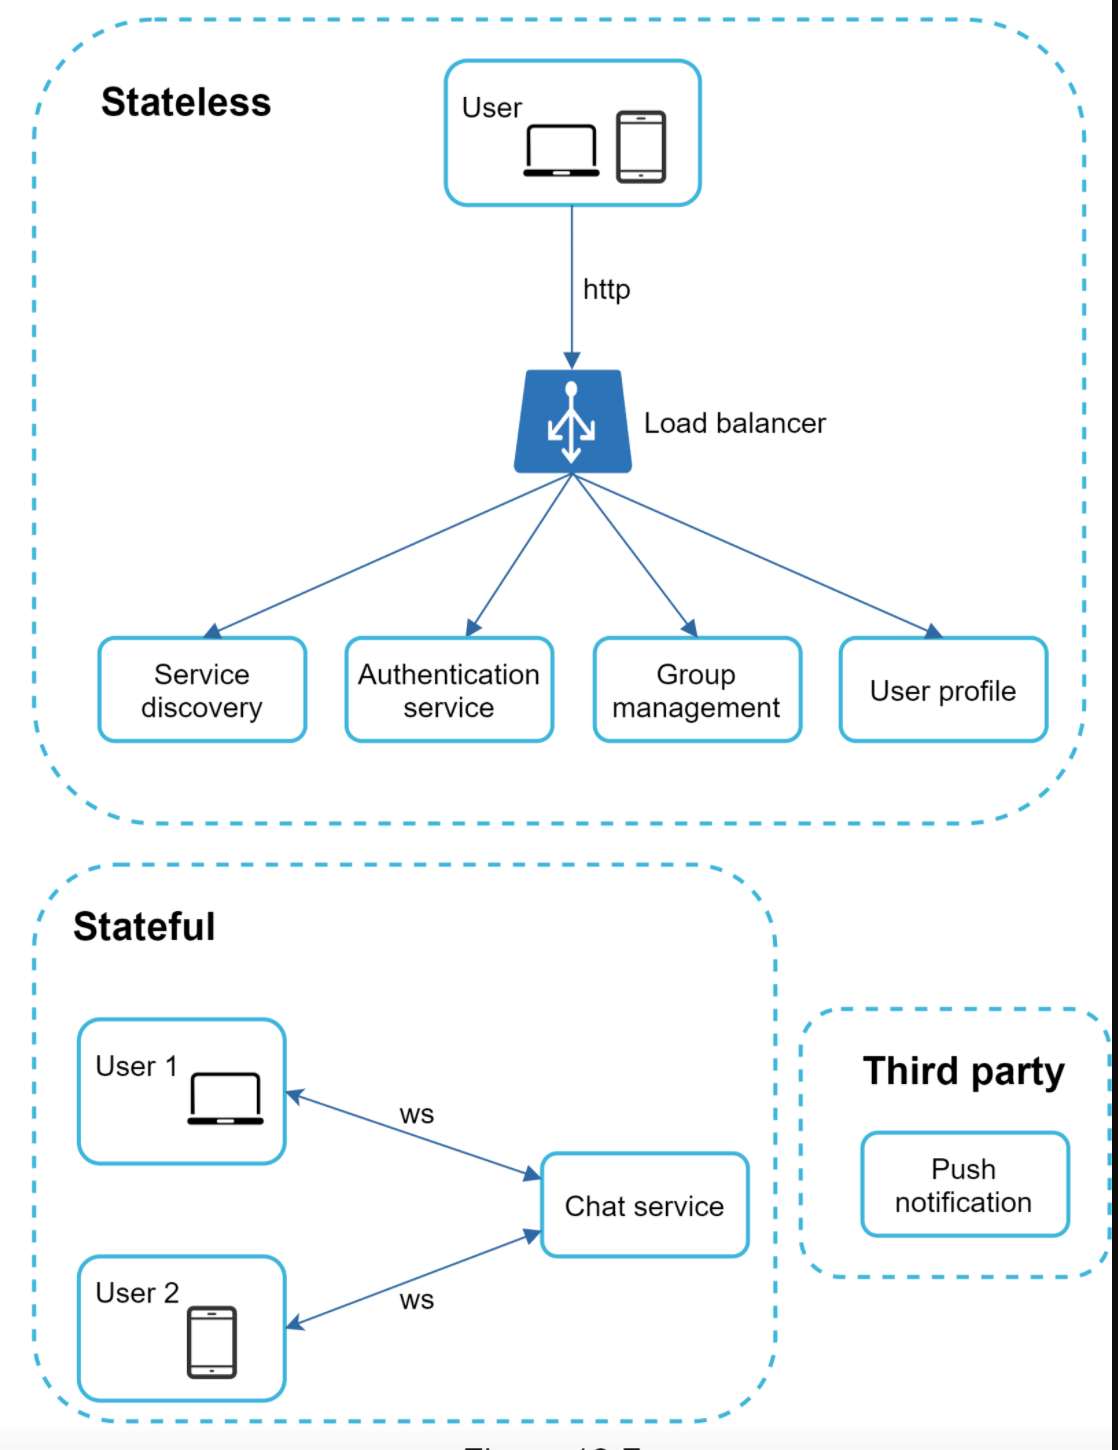 Stateless
User
http
Load balancer
Service
discovery
Authentication
service
Group
management
User profile
Stateful
User 1
ws
Chat service
User 2
ws
Third party
Push
notification